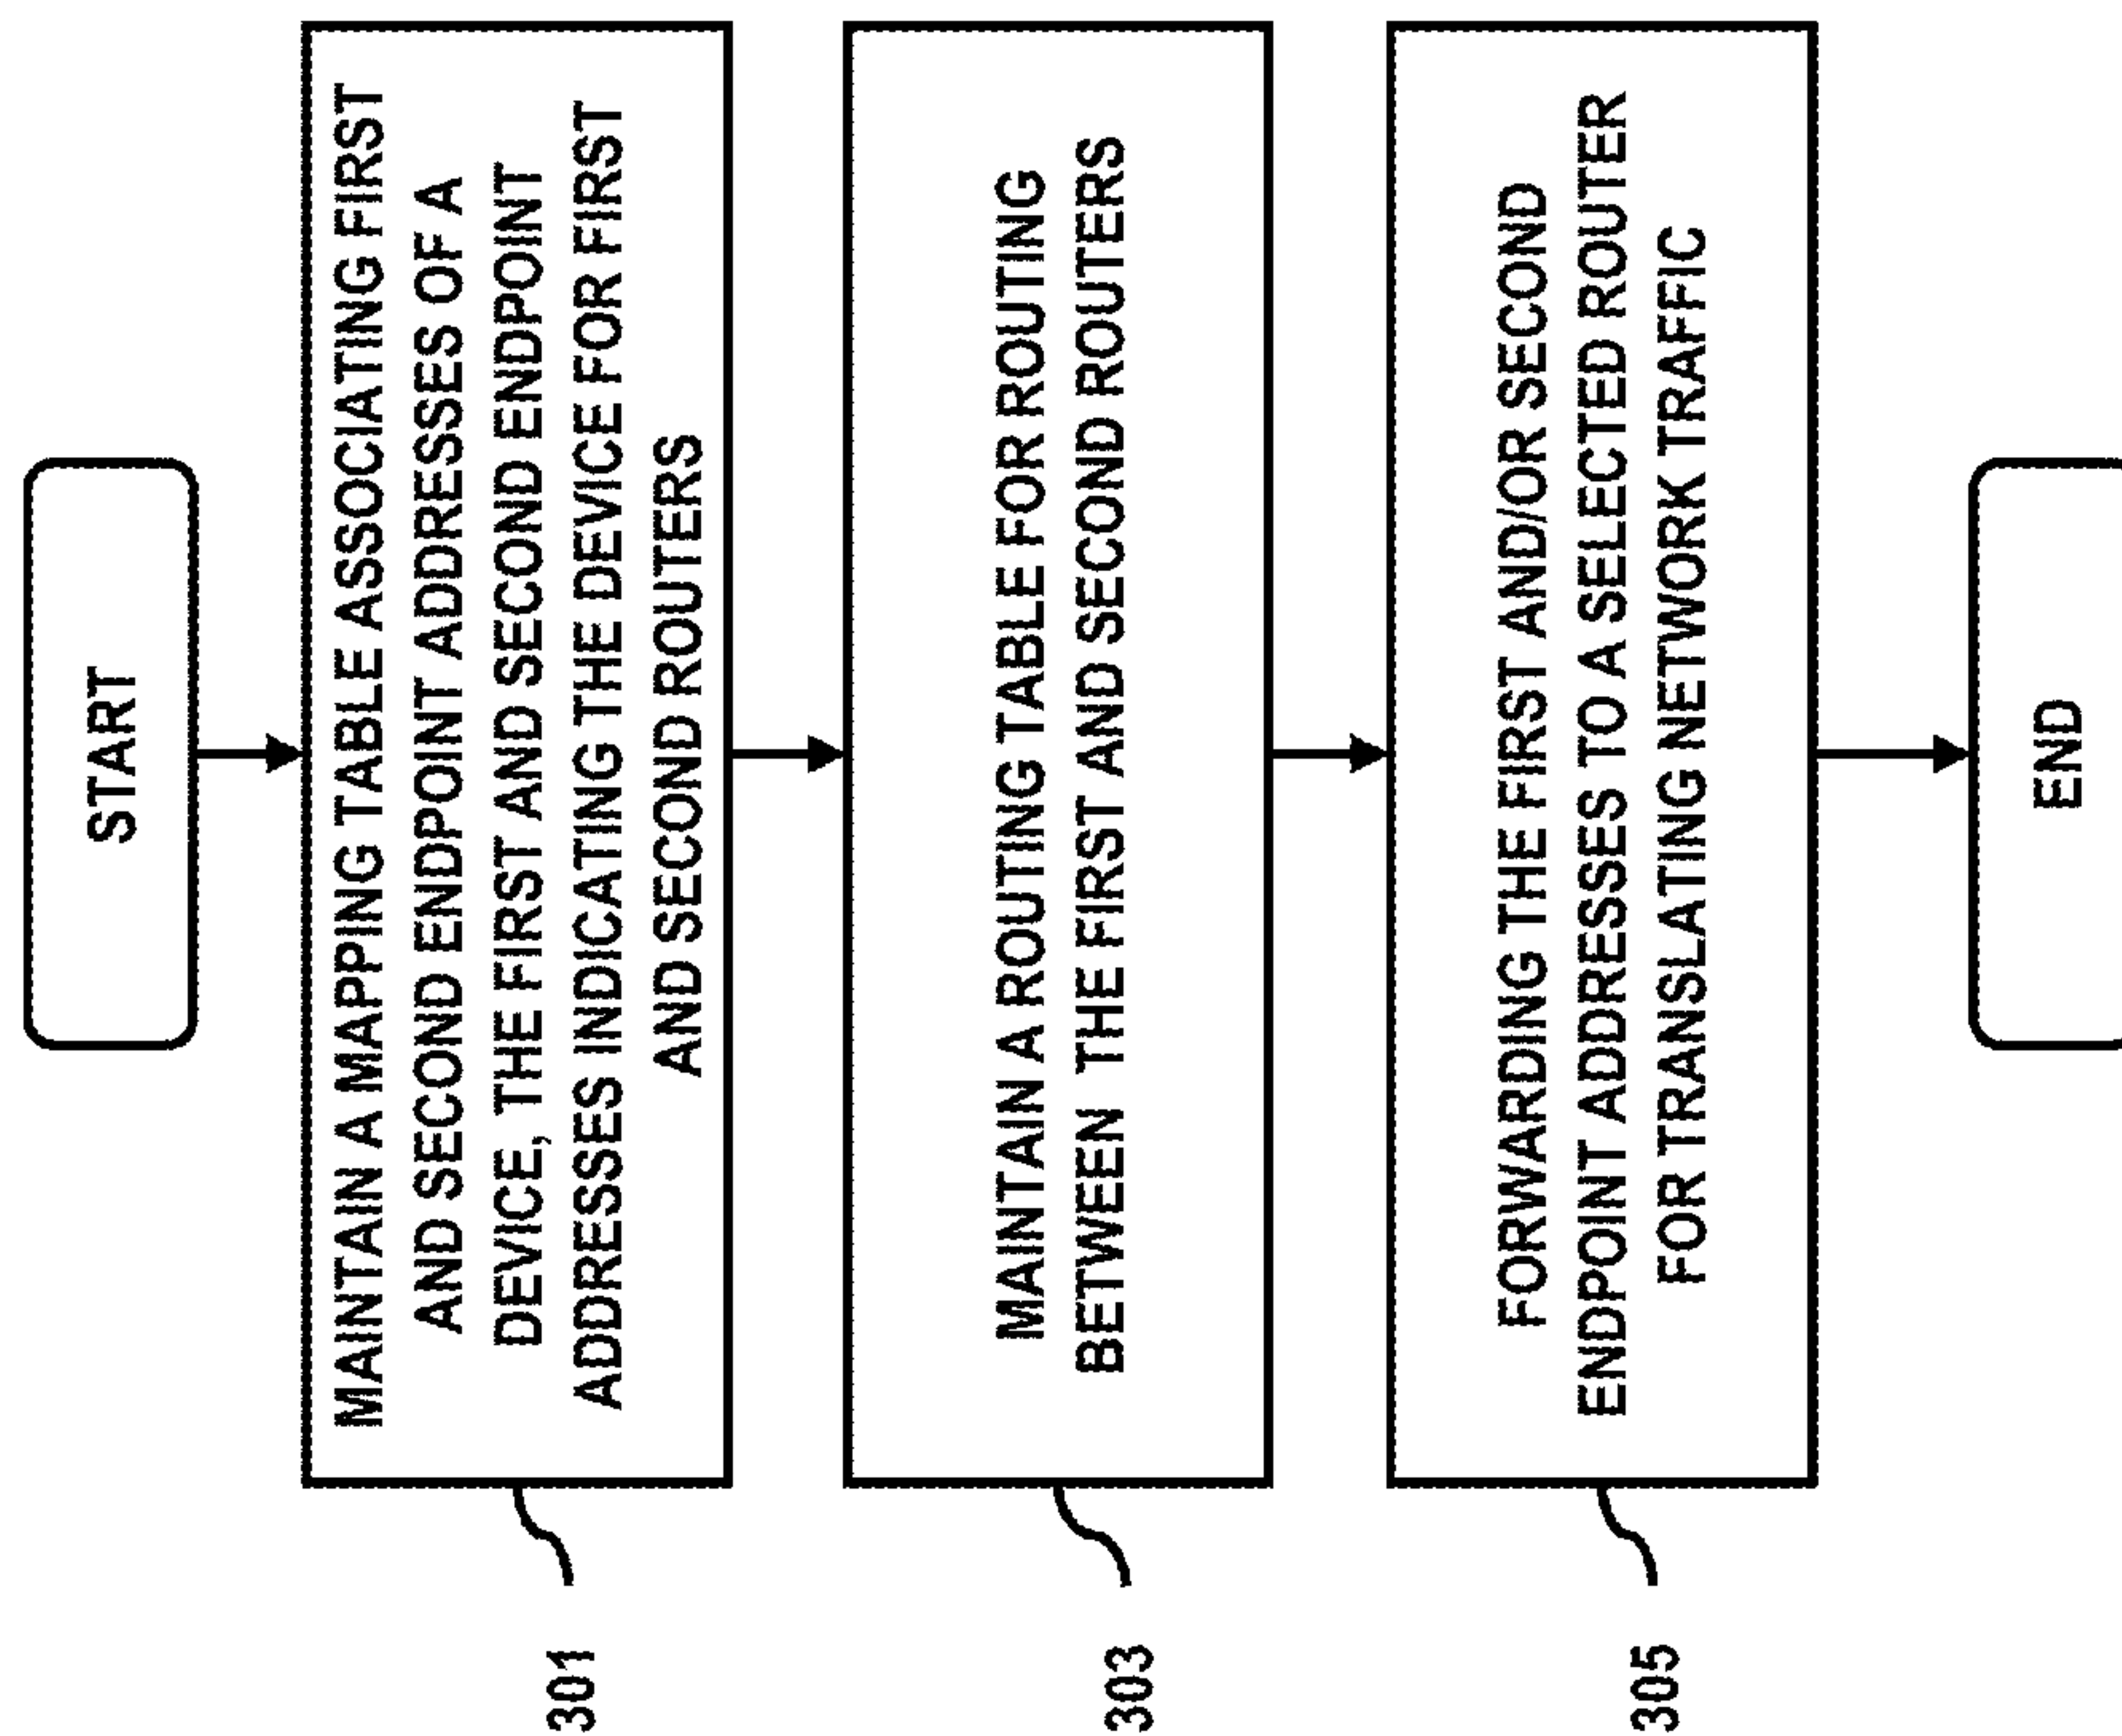 START
MAINTAIN A MAPPING TABLE ASSOCIATING FIRST
AND SECOND ENDPOINT ADDRESSES OF A
DEVICE, THE FIRST AND SECOND ENDPOINT
ADDRESSES INDICATING THE DEVICE FOR FIRST
AND SECOND ROUTERS
301
MAINTAIN A ROUTING TABLE FOR ROUTING
BETWEEN THE FIRST AND SECOND ROUTERS
303
FORWARDING THE FIRST AND/OR SECOND
ENDPOINT ADDRESSES TO A SELECTED ROUTER
FOR TRANSLATING NETWORK TRAFFIC
305
END